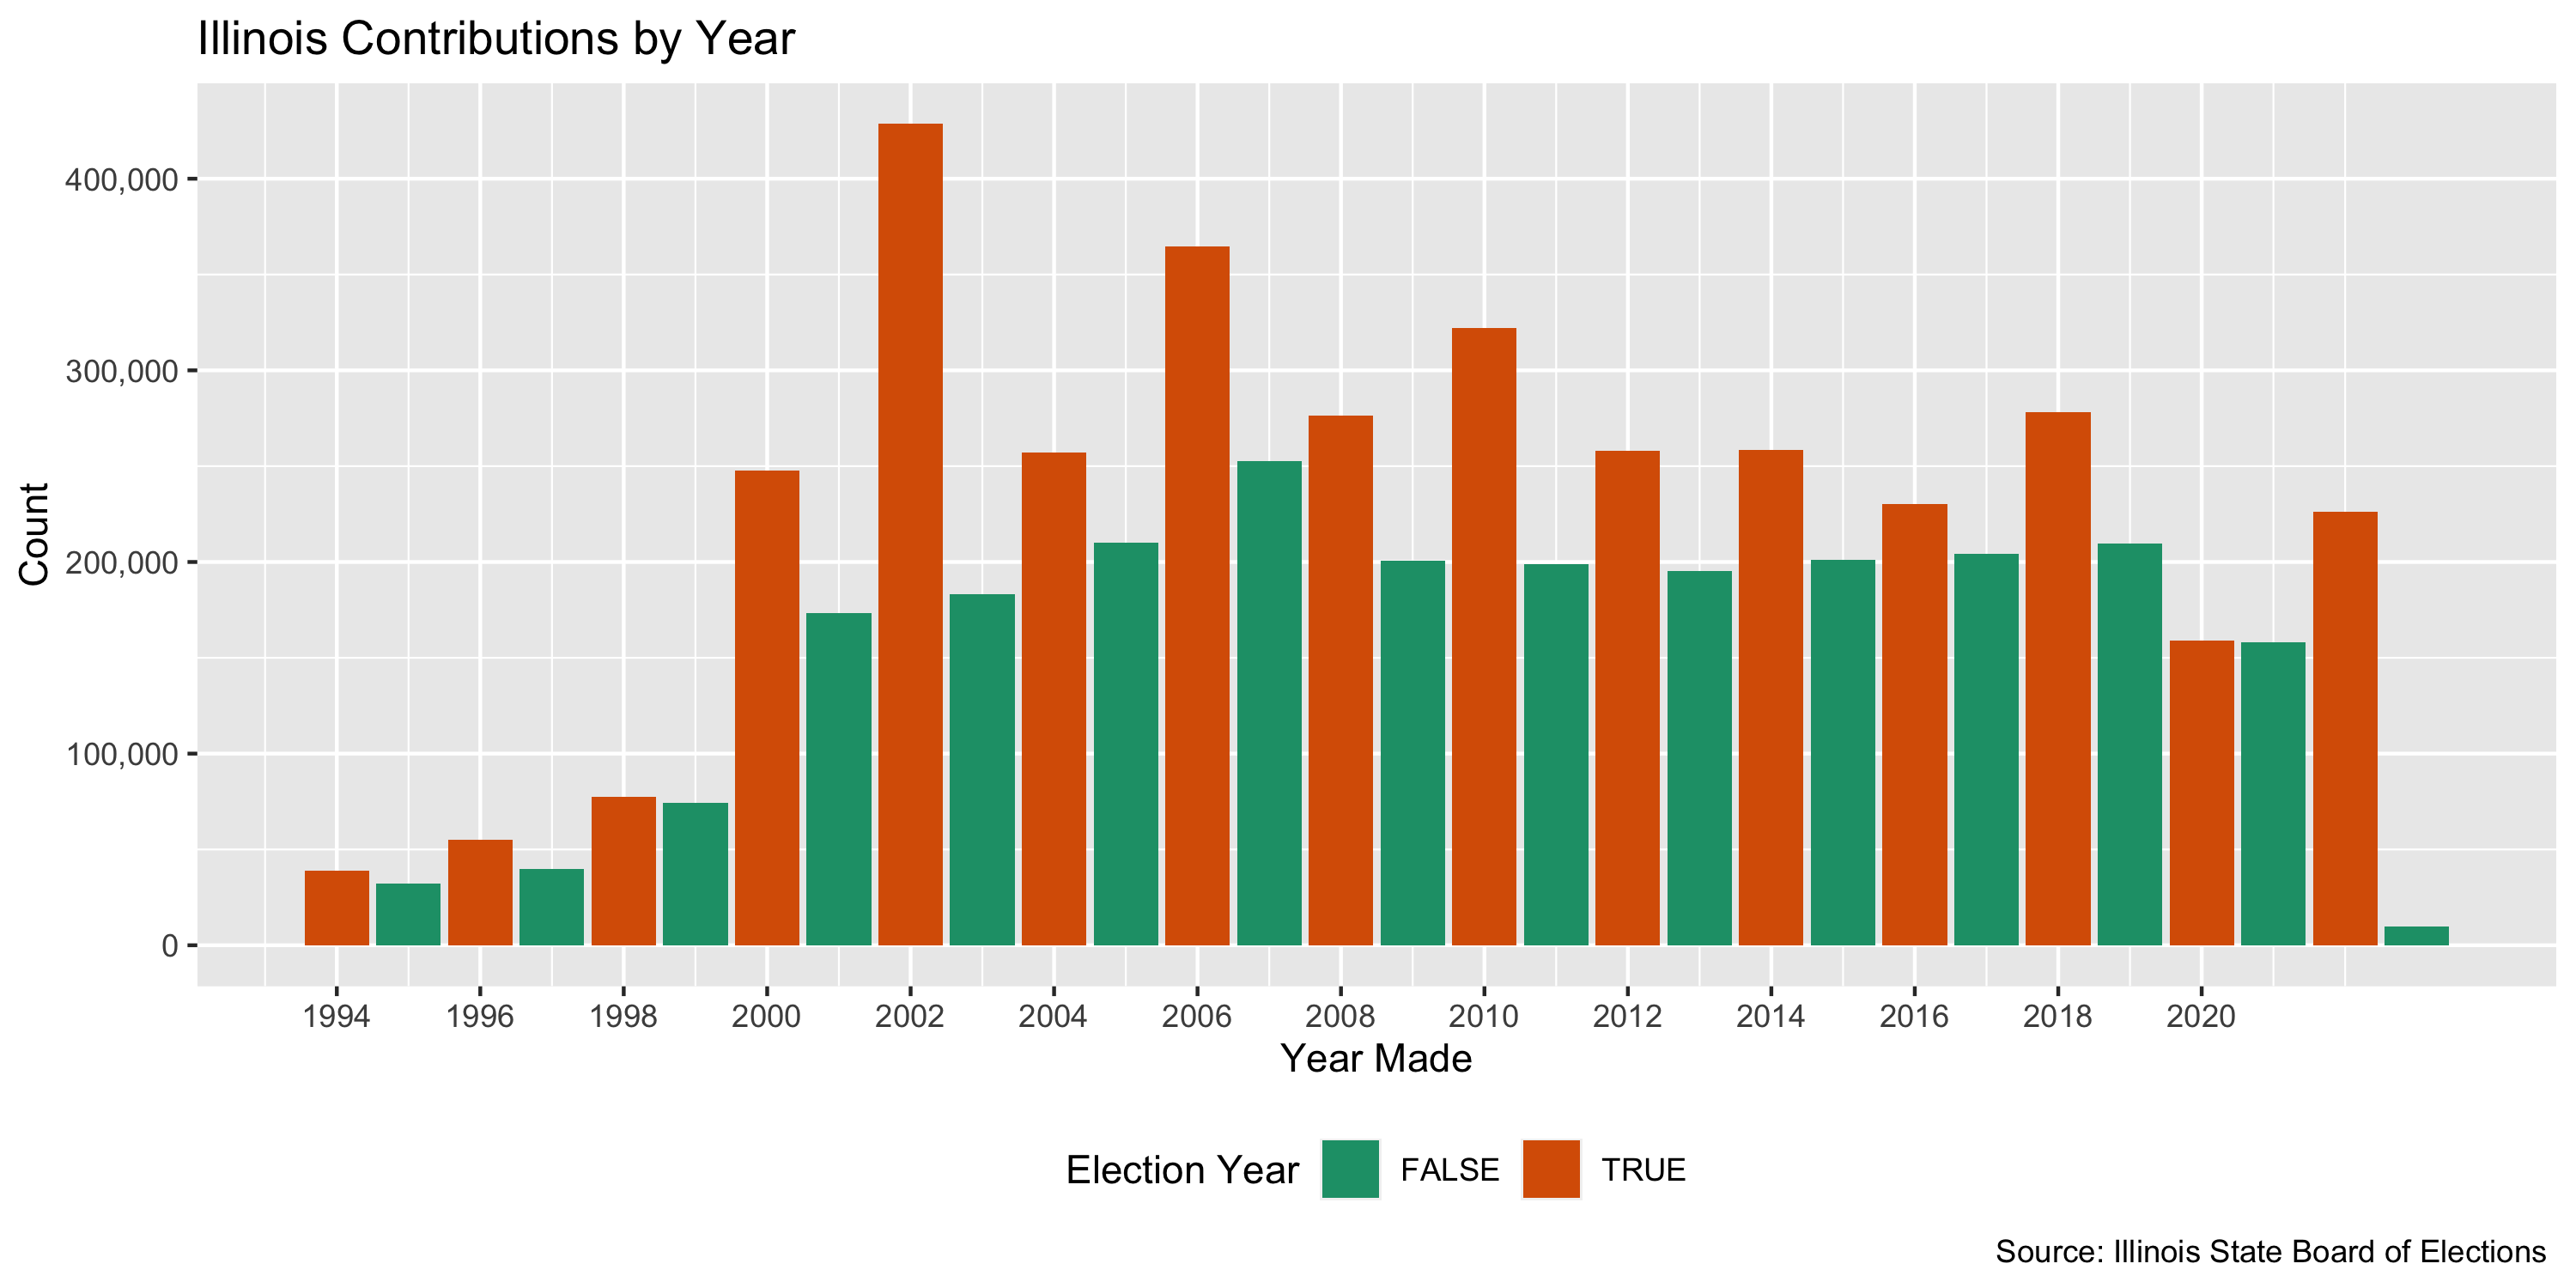 Illinois Contributions by Year
Count
400,000
300,000
200,000
100,000
0
1994 1996 1998 2000 2002 2004 2006 2008 2010 2012 2014 2016 2018 2020
Year Made
Election Year FALSE TRUE
Source: Illinois State Board of Elections